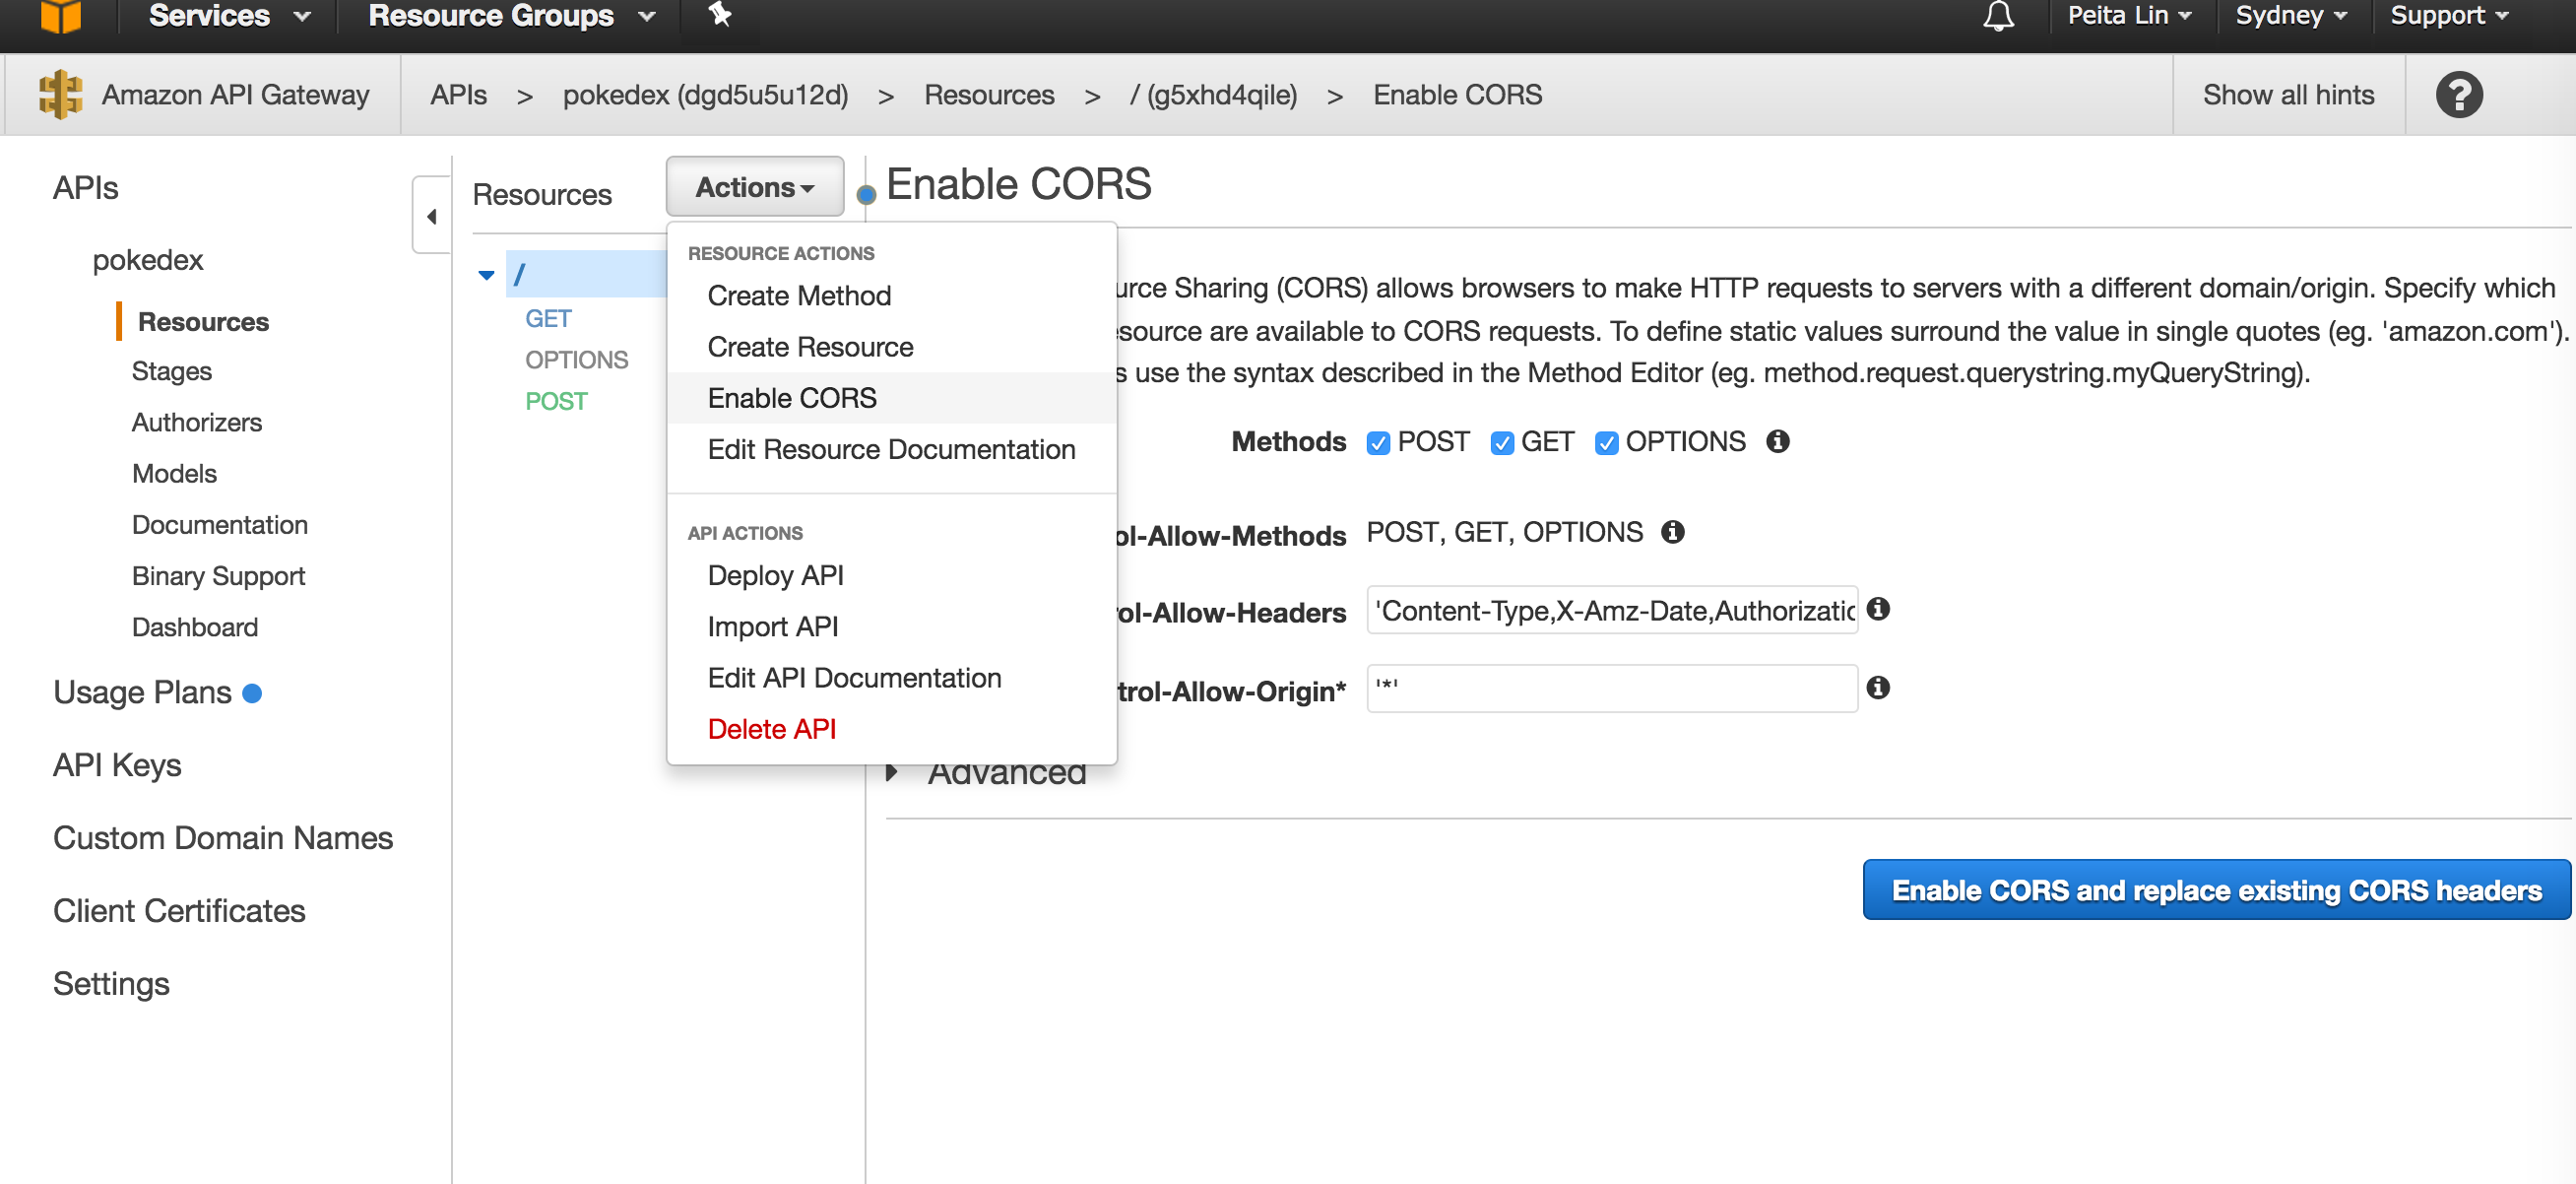 Services
Resource Groups
Peita Lin
Sydney
Support
Amazon API Gateway
APIs > pokedex (dgd5u5u12d) > Resources > / (g5xhd4qile) > Enable CORS
Show all hints
?
APIs
pokedex
Resources
Stages
Authorizers
Models
Documentation
Binary Support
Dashboard
Usage Plans
API Keys
Custom Domain Names
Client Certificates
Settings
Resources
Actions
/
GET
OPTIONS
POST
RESOURCE ACTIONS
Create Method
Create Resource
Enable CORS
Edit Resource Documentation
API ACTIONS
Deploy API
Import API
Edit API Documentation
Delete API
Enable CORS
urce Sharing (CORS) allows browsers to make HTTP requests to servers with a different domain/origin. Specify which
esource are available to CORS requests. To define static values surround the value in single quotes (eg. 'amazon.com').
s use the syntax described in the Method Editor (eg. method.request.querystring.myQueryString).
Methods POST GET OPTIONS
ol-Allow-Methods POST, GET, OPTIONS
rol-Allow-Headers 'Content-Type,X-Amz-Date,Authorizatic
trol-Allow-Origin* '*'
Advanced
Enable CORS and replace existing CORS headers